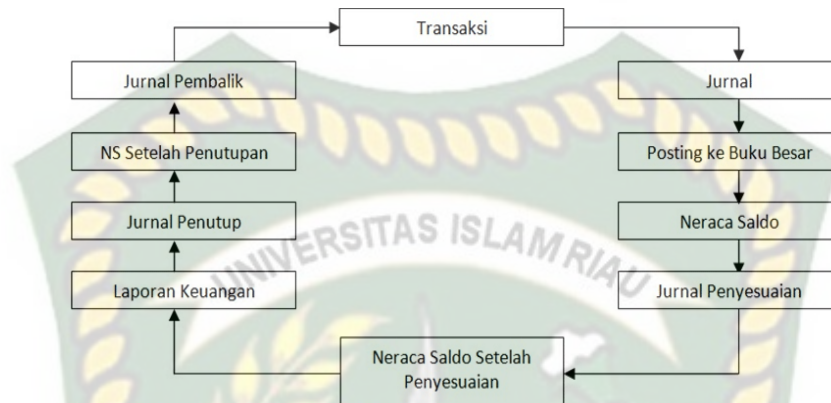 Transaksi
Jurnal
Posting ke Buku Besar
Neraca Saldo
Jurnal Penyesuaian
Neraca Saldo Setelah
Penyesuaian
Laporan Keuangan
Jurnal Penutup
NS Setelah Penutupan
Jurnal Pembalik
UNIVERSITAS ISLAM RIAU